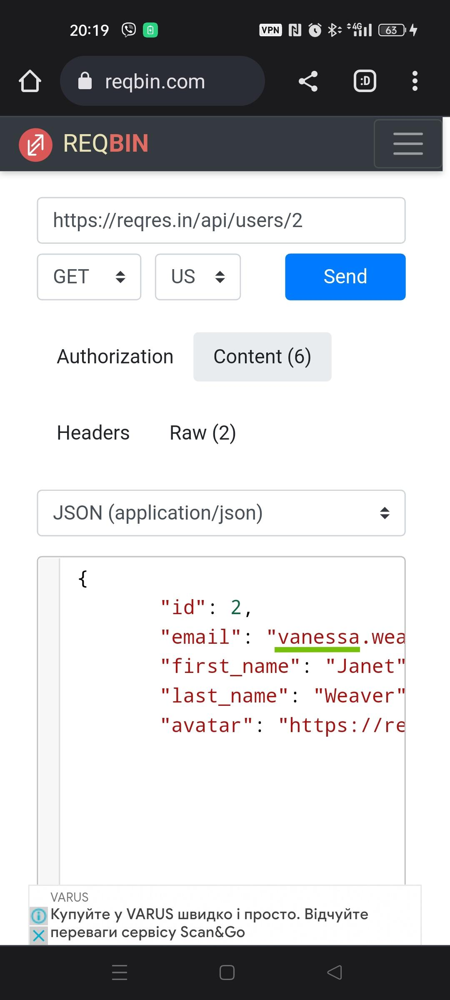 20:19 VPN 4G 63
reqbin.com :D
REQBIN
https://reqres.in/api/users/2
GET US Send
Authorization Content (6)
Headers Raw (2)
JSON (application/json)
{
"id": 2,
"email": "vanessa.wea
"first_name": "Janet"
"last_name": "Weaver"
"avatar": "https://re
VARUS
Купуйте у VARUS швидко і просто. Відчуйте
переваги сервісу Scan&Go